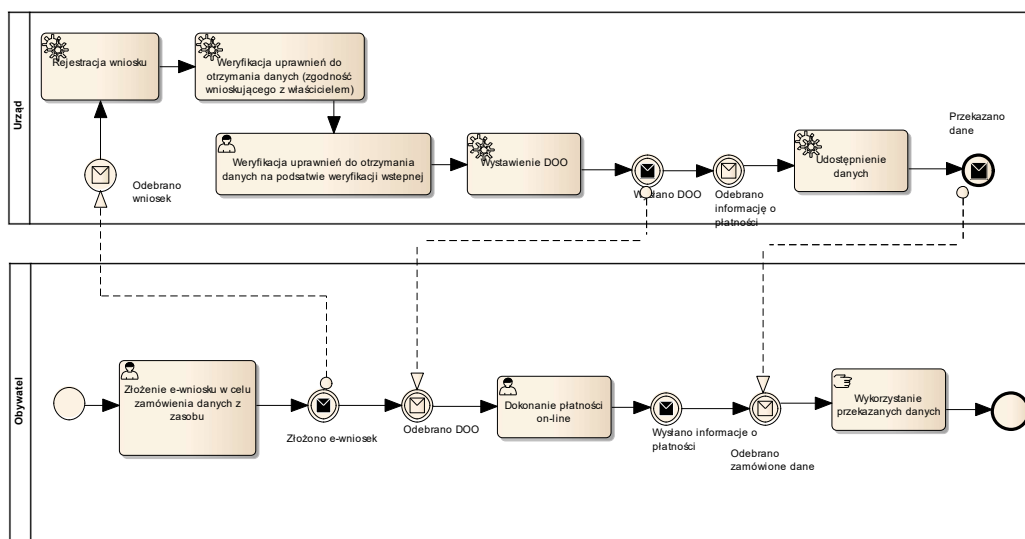 Urząd
Rejestracja wniosku
Weryfikacja uprawnień do
otrzymania danych (zgodność
wnioskującego z właścicielem)
Weryfikacja uprawnień do otrzymania
danych na podsatwie weryfikacji wstepnej
Wystawienie DOO
Udostępnienie
danych
Przekazano
dane
Odebrano
wniosek
Wysłano DOO
Odebrano
informację o
płatności
Obywatel
Złożenie e-wniosku w celu
zamówienia danych z
zasobu
Złożono e-wniosek
Odebrano DOO
Dokonanie płatności
on-line
Wysłano informacje o
płatności
Odebrano
zamówione dane
Wykorzystanie
przekazanych danych